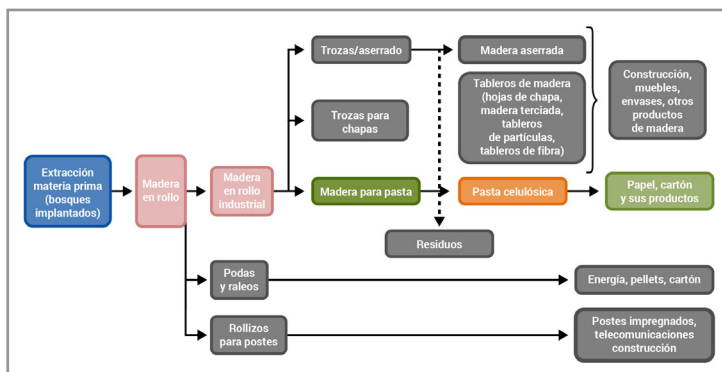 Trozas/aserrado
Madera aserrada
Construcción,
muebles,
envases, otros
productos
de madera
Tableros de madera
(hojas de chapa,
madera terciada,
tableros
de partículas,
tableros de fibra)
Trozas para
chapas
Extracción
materia prima
(bosques
implantados)
Madera
en rollo
Madera
en rollo
industrial
Madera para pasta
Pasta celulósica
Papel, cartón
y sus productos
Residuos
Podas
y raleos
Energía, pellets, cartón
Rollizos
para postes
Postes impregnados,
telecomunicaciones
construcción